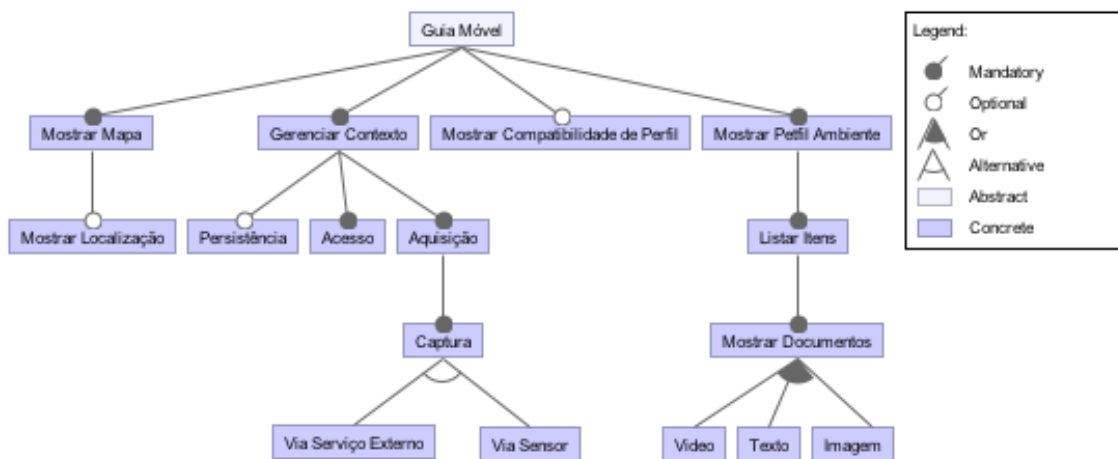 Guia Móvel
Legend:
Mandatory
Optional
Or
Alternative
Abstract
Concrete
Mostrar Mapa
Gerenciar Contexto
Mostrar Compatibilidade de Perfil
Mostrar Petfil Ambiente
Mostrar Localização
Persistência
Acesso
Aquisição
Listar Itens
Captura
Mostrar Documentos
Via Serviço Externo
Via Sensor
Video
Texto
Imagem